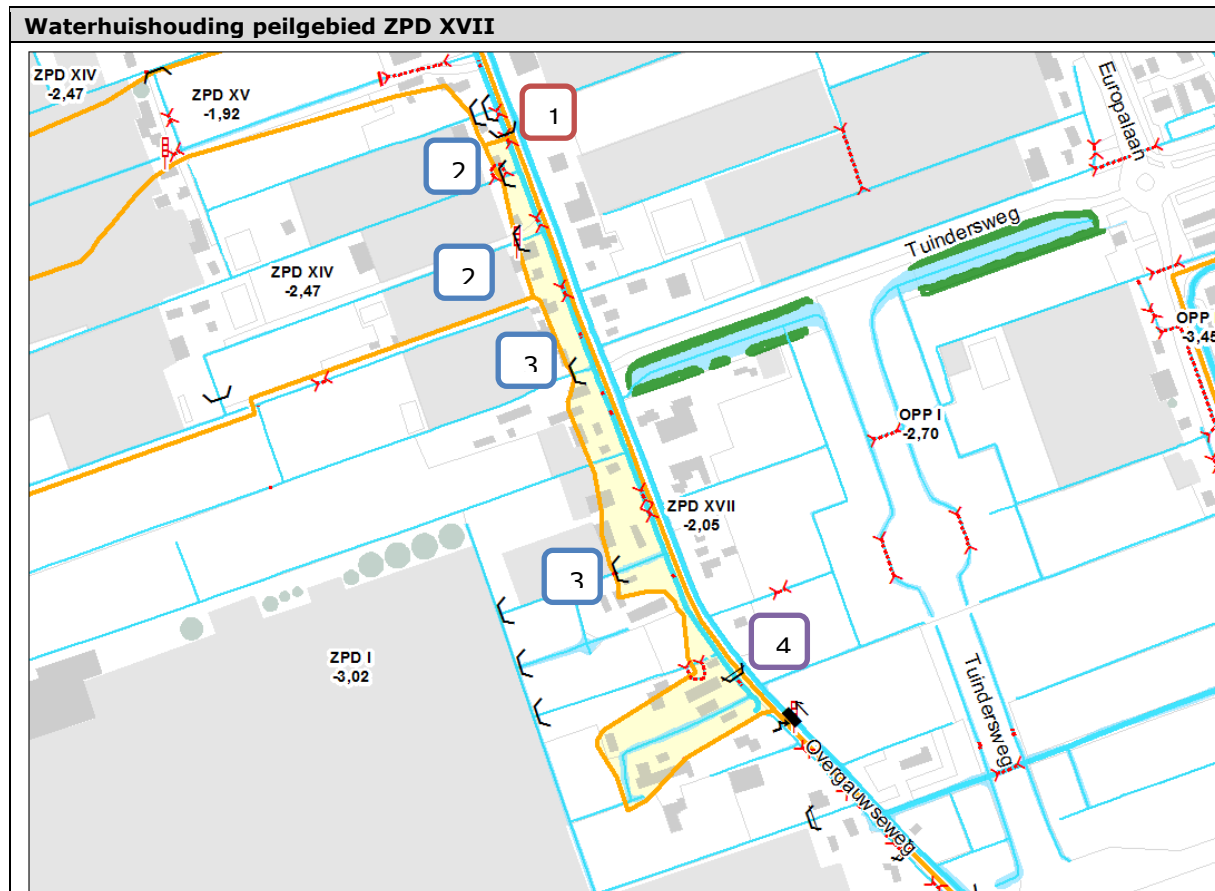 Waterhuishouding peilgebied ZPD XVII
ZPD XIV
-2,47
ZPD XV
-1,92
1
Europalaan
2
Tuindersweg
ZPD XIV
-2,47
2
OPP
-3,45
3
OPP I
-2,70
ZPD XVII
-2,05
3
4
ZPD I
-3,02
Tuindersweg
Overgauwseweg